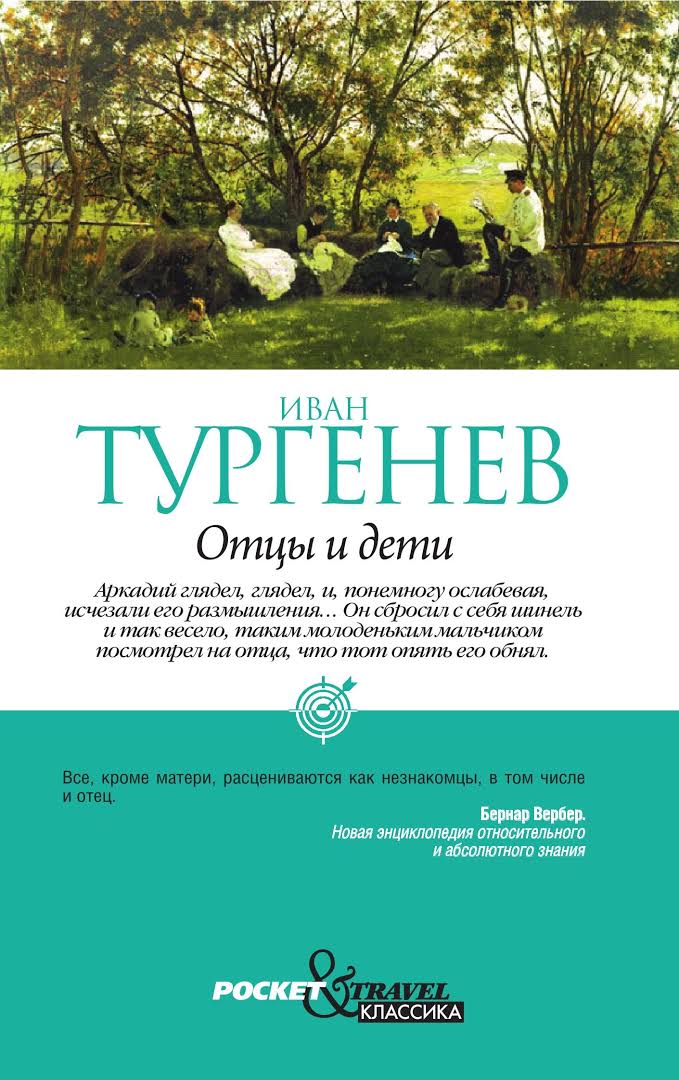 ИВАН
ТУРГЕНЕВ
Отцы и дети
Аркадий глядел, глядел, и, понемногу ослабевая,
исчезали его размышления... Он сбросил с себя шинель
и так весело, таким молоденьким мальчиком
посмотрел на отца, что тот опять его обнял.
Все, кроме матери, расцениваются как незнакомцы, в том числе
и отец.
Бернар Вербер.
Новая энциклопедия относительного
и абсолютного знания
POCKET & TRAVEL
КЛАССИКА